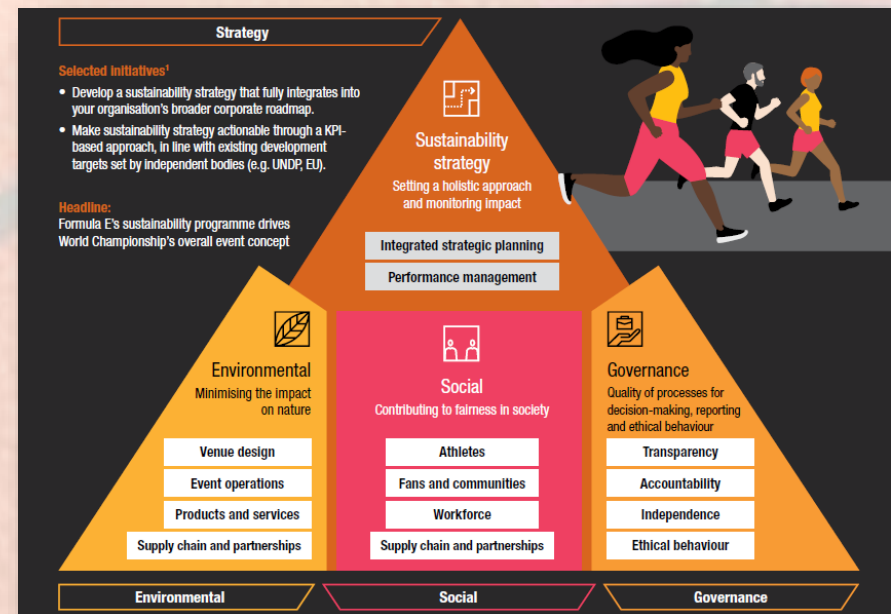 Strategy
Selected initiatives¹
• Develop a sustainability strategy that fully integrates into
your organisation's broader corporate roadmap.
• Make sustainability strategy actionable through a KPI-
based approach, in line with existing development
targets set by independent bodies (e.g. UNDP, EU).
Headline:
Formula E's sustainability programme drives
World Championship's overall event concept
Sustainability
strategy
Setting a holistic approach
and monitoring impact
Integrated strategic planning
Performance management
Environmental
Minimising the impact
on nature
Venue design
Event operations
Products and services
Supply chain and partnerships
Social
Contributing to fairness in society
Athletes
Fans and communities
Workforce
Supply chain and partnerships
Governance
Quality of processes for
decision-making, reporting
and ethical behaviour
Transparency
Accountability
Independence
Ethical behaviour
Environmental
Social
Governance